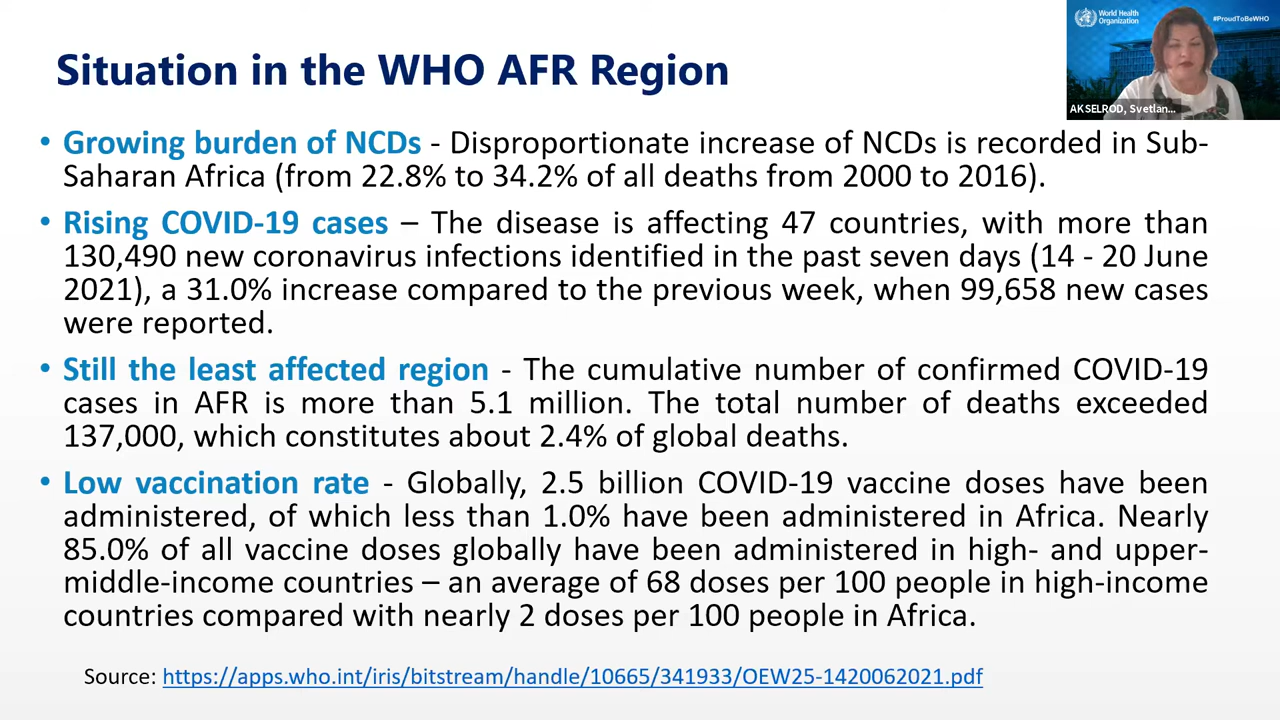 World Health
Organization
#ProudToBeWHO
AKSELROD, Svetlan...
Situation in the WHO AFR Region
• Growing burden of NCDs - Disproportionate increase of NCDs is recorded in Sub-
Saharan Africa (from 22.8% to 34.2% of all deaths from 2000 to 2016).
• Rising COVID-19 cases – The disease is affecting 47 countries, with more than
130,490 new coronavirus infections identified in the past seven days (14 - 20 June
2021), a 31.0% increase compared to the previous week, when 99,658 new cases
were reported.
• Still the least affected region - The cumulative number of confirmed COVID-19
cases in AFR is more than 5.1 million. The total number of deaths exceeded
137,000, which constitutes about 2.4% of global deaths.
• Low vaccination rate - Globally, 2.5 billion COVID-19 vaccine doses have been
administered, of which less than 1.0% have been administered in Africa. Nearly
85.0% of all vaccine doses globally have been administered in high- and upper-
middle-income countries – an average of 68 doses per 100 people in high-income
countries compared with nearly 2 doses per 100 people in Africa.
Source: https://apps.who.int/iris/bitstream/handle/10665/341933/OEW25-1420062021.pdf